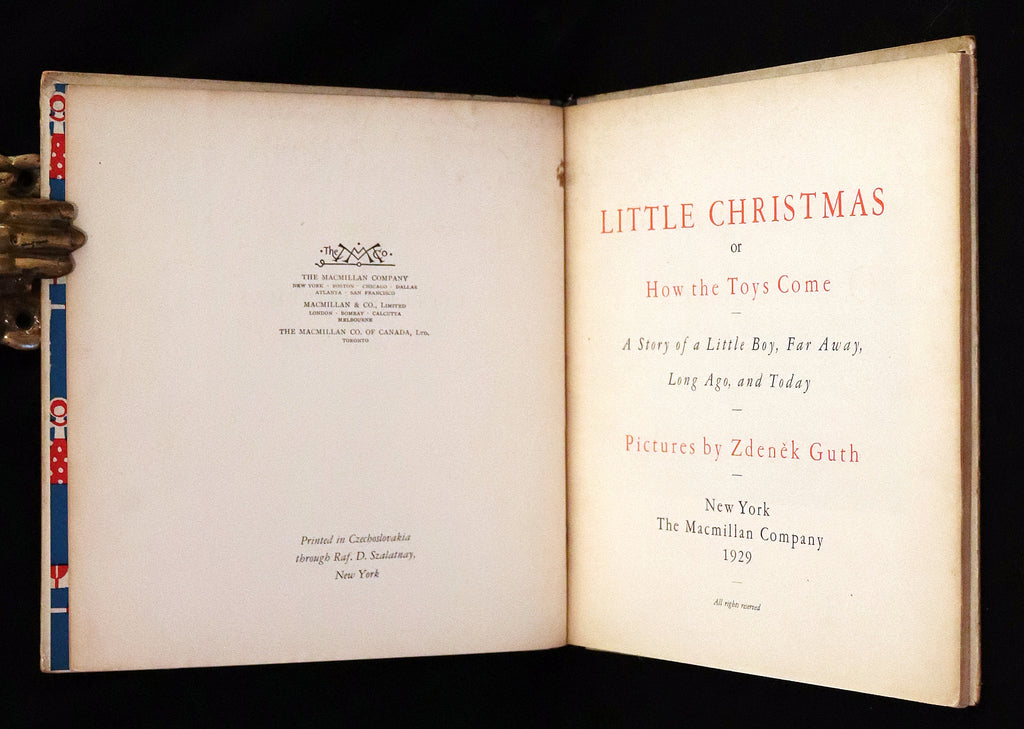 The M Co.
THE MACMILLAN COMPANY
NEW YORK · BOSTON · CHICAGO · DALLAS
ATLANTA · SAN FRANCISCO
MACMILLAN & CO., LIMITED
LONDON · BOMBAY · CALCUTTA
MELBOURNE
THE MACMILLAN CO. OF CANADA, LTD.
TORONTO
Printed in Czechoslovakia
through Raf. D. Szalatnay,
New York
LITTLE CHRISTMAS
or
How the Toys Come
A Story of a Little Boy, Far Away,
Long Ago, and Today
Pictures by Zdeněk Guth
New York
The Macmillan Company
1929
All rights reserved